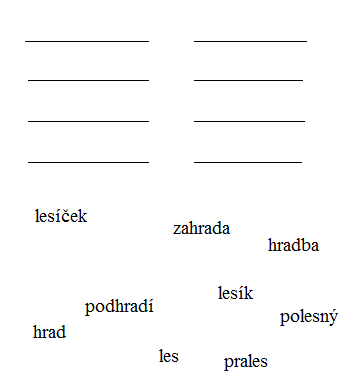 lesíček
zahrada
hradba
lesík
podhradí
polesný
hrad
les
prales